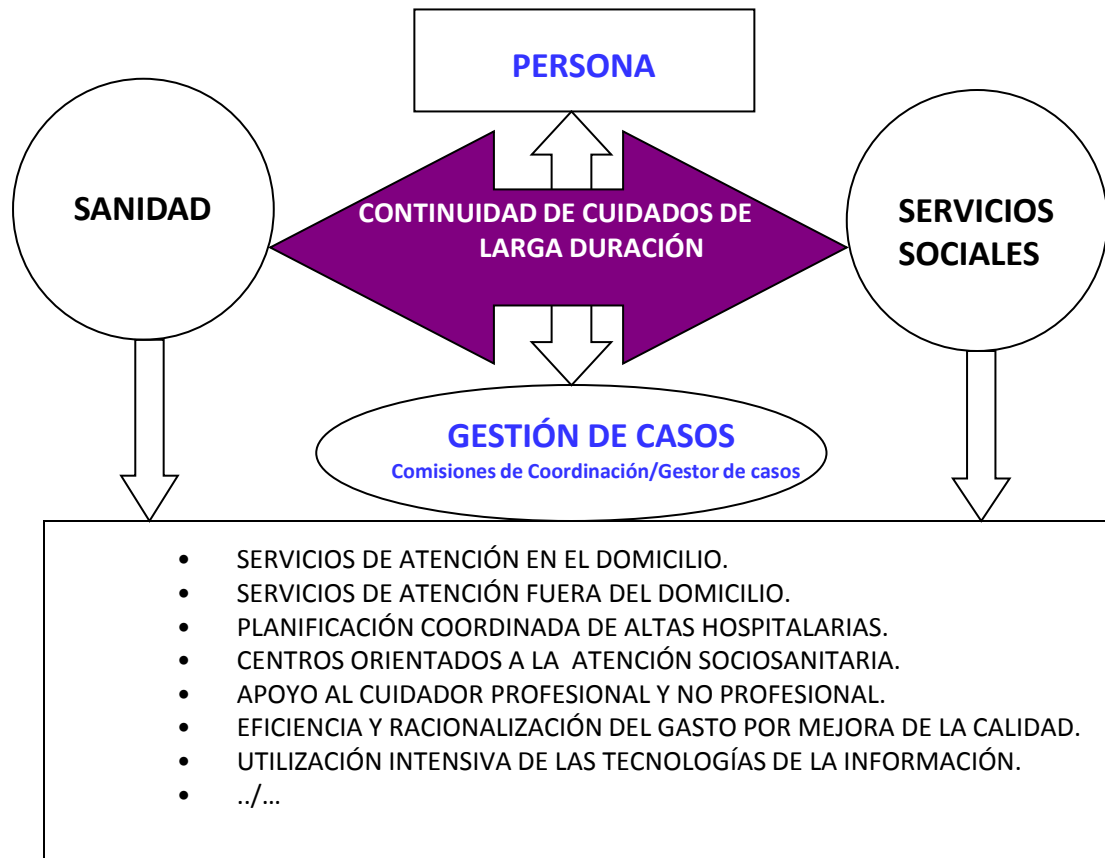 PERSONA
SANIDAD
CONTINUIDAD DE CUIDADOS DE
LARGA DURACIÓN
SERVICIOS
SOCIALES
GESTIÓN DE CASOS
Comisiones de Coordinación/Gestor de casos
• SERVICIOS DE ATENCIÓN EN EL DOMICILIO.
• SERVICIOS DE ATENCIÓN FUERA DEL DOMICILIO.
• PLANIFICACIÓN COORDINADA DE ALTAS HOSPITALARIAS.
• CENTROS ORIENTADOS A LA ATENCIÓN SOCIOSANITARIA.
• APOYO AL CUIDADOR PROFESIONAL Y NO PROFESIONAL.
• EFICIENCIA Y RACIONALIZACIÓN DEL GASTO POR MEJORA DE LA CALIDAD.
• UTILIZACIÓN INTENSIVA DE LAS TECNOLOGÍAS DE LA INFORMACIÓN.
• ../…